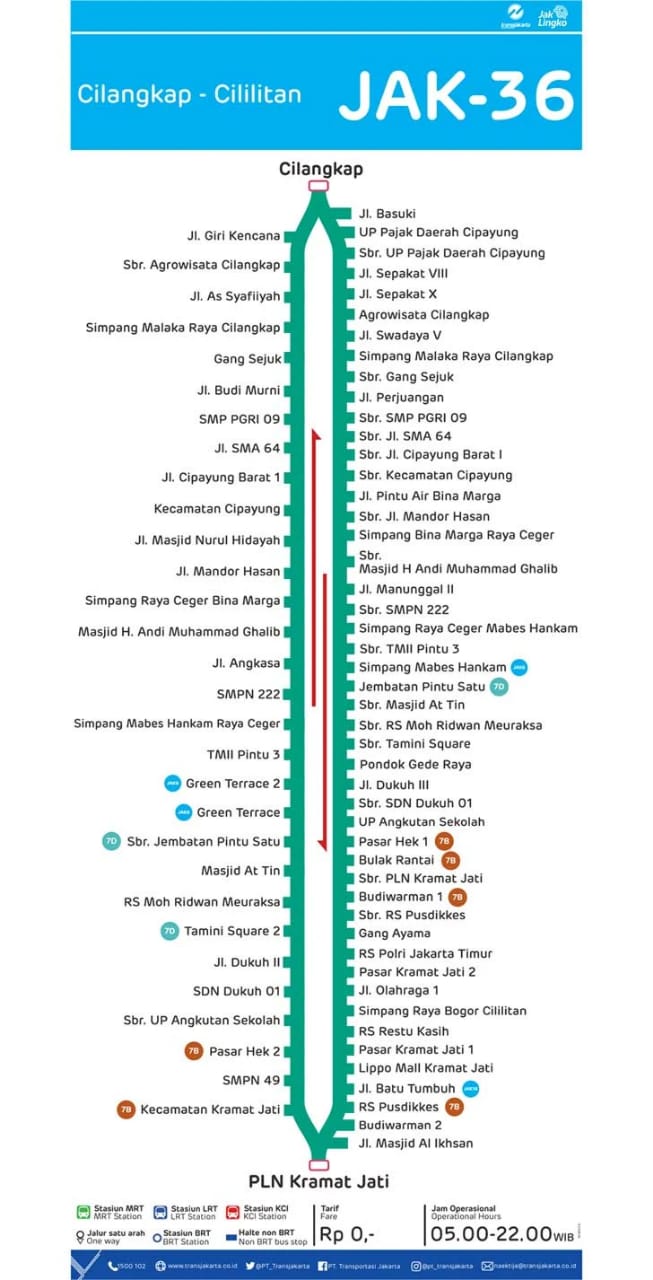 transjakarta
Jak
Lingko
Cilangkap - Cililitan
JAK-36
Cilangkap
Jl. Giri Kencana
Sbr. Agrowisata Cilangkap
Jl. As Syafiiyah
Simpang Malaka Raya Cilangkap
Gang Sejuk
Jl. Budi Murni
SMP PGRI 09
Jl. SMA 64
Jl. Cipayung Barat 1
Kecamatan Cipayung
Jl. Masjid Nurul Hidayah
Jl. Mandor Hasan
Simpang Raya Ceger Bina Marga
Masjid H. Andi Muhammad Ghalib
Jl. Angkasa
SMPN 222
Simpang Mabes Hankam Raya Ceger
TMII Pintu 3
Green Terrace 2
Green Terrace
7D Sbr. Jembatan Pintu Satu
Masjid At Tin
RS Moh Ridwan Meuraksa
7D Tamini Square 2
Jl. Dukuh II
SDN Dukuh 01
Sbr. UP Angkutan Sekolah
7B Pasar Hek 2
SMPN 49
7B Kecamatan Kramat Jati
Jl. Basuki
UP Pajak Daerah Cipayung
Sbr. UP Pajak Daerah Cipayung
Jl. Sepakat VIII
Jl. Sepakat X
Agrowisata Cilangkap
Jl. Swadaya V
Simpang Malaka Raya Cilangkap
Sbr. Gang Sejuk
Jl. Perjuangan
Sbr. SMP PGRI 09
Sbr. Jl. SMA 64
Sbr. Jl. Cipayung Barat I
Sbr. Kecamatan Cipayung
Jl. Pintu Air Bina Marga
Sbr. Jl. Mandor Hasan
Simpang Bina Marga Raya Ceger
Sbr.
Masjid H Andi Muhammad Ghalib
Jl. Manunggal II
Sbr. SMPN 222
Simpang Raya Ceger Mabes Hankam
Sbr. TMII Pintu 3
Simpang Mabes Hankam
Jembatan Pintu Satu 7D
Sbr. Masjid At Tin
Sbr. RS Moh Ridwan Meuraksa
Sbr. Tamini Square
Pondok Gede Raya
Jl. Dukuh III
Sbr. SDN Dukuh 01
UP Angkutan Sekolah
Pasar Hek 1 7B
Bulak Rantai 7B
Sbr. PLN Kramat Jati
Budiwarman 1 7B
Sbr. RS Pusdikkes
Gang Ayama
RS Polri Jakarta Timur
Pasar Kramat Jati 2
Jl. Olahraga 1
Simpang Raya Bogor Cililitan
RS Restu Kasih
Pasar Kramat Jati 1
Lippo Mall Kramat Jati
Jl. Batu Tumbuh
RS Pusdikkes 7B
Budiwarman 2
Jl. Masjid Al Ikhsan
PLN Kramat Jati
Stasiun MRT
MRT Station
Stasiun LRT
LRT Station
Stasiun KCI
KCI Station
Jalur satu arah
One way
Stasiun BRT
BRT Station
Halte non BRT
Non BRT bus stop
Tarif
Fare
Rp 0,-
Jam Operasional
Operational Hours
05.00-22.00 WIB
1500 102
www.transjakarta.co.id
@PT_Transjakarta
PT. Transportasi Jakarta
@pt_transjakarta